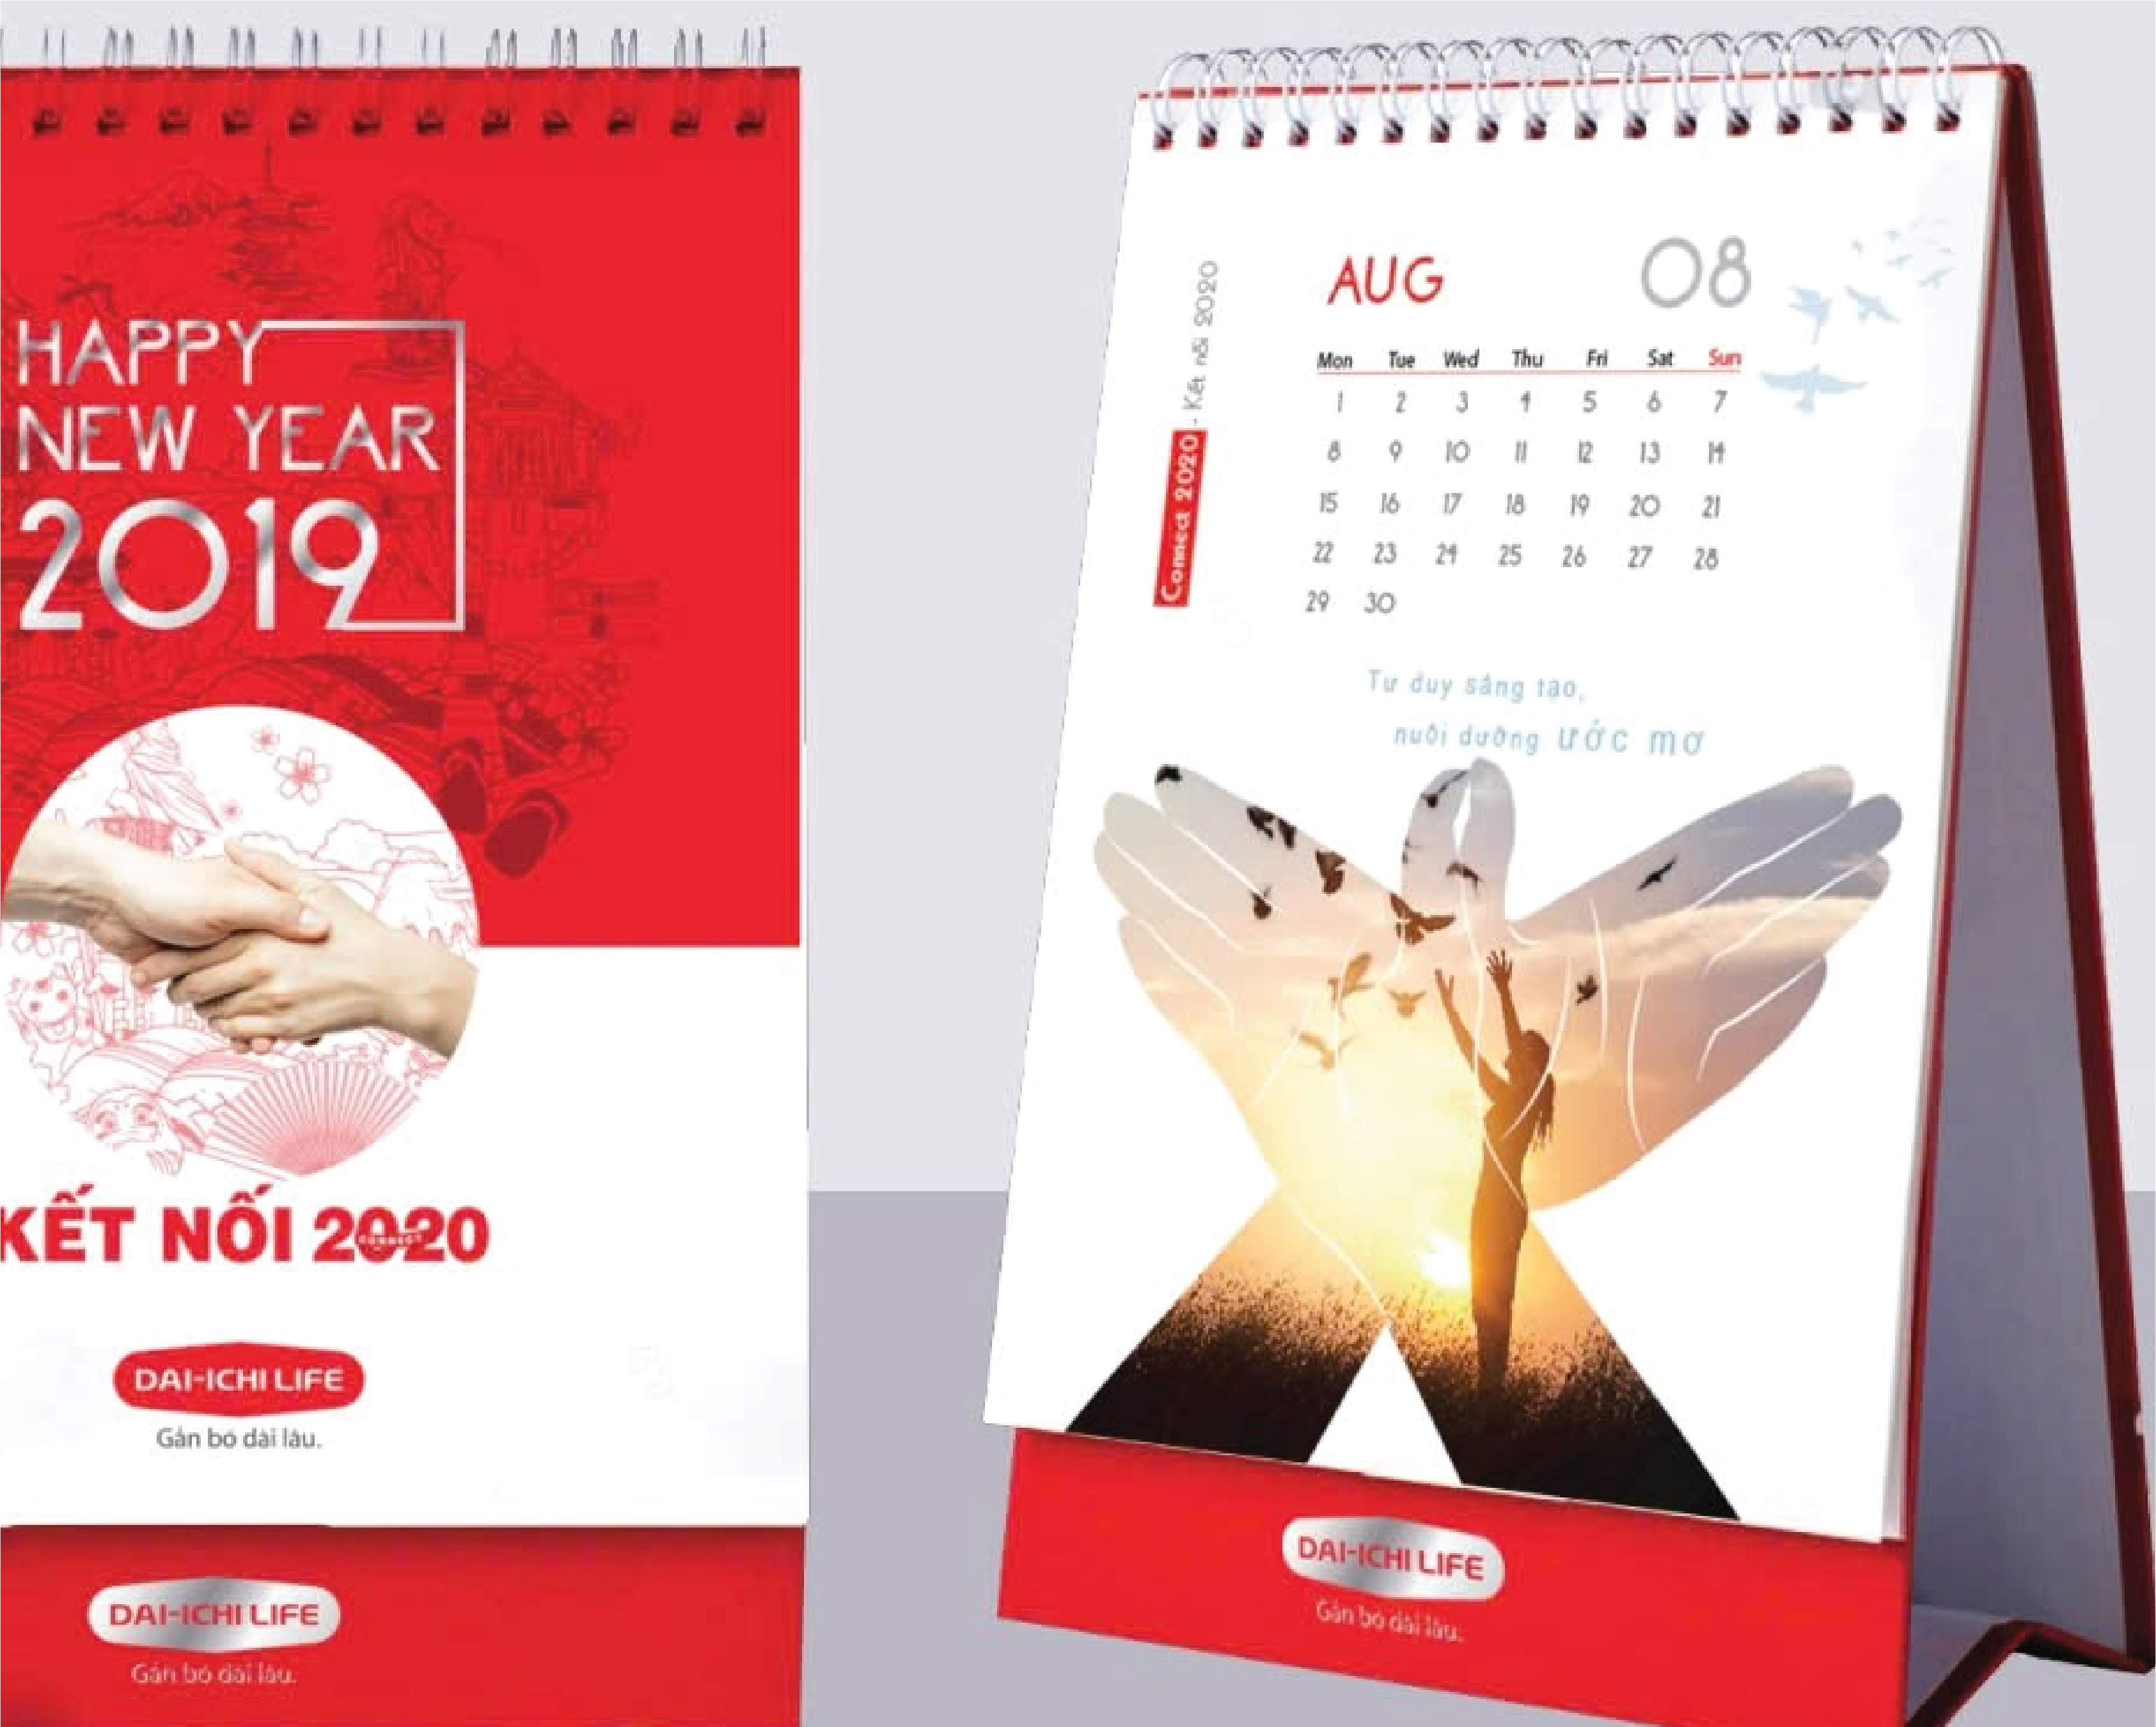 HAPPY
NEW YEAR
2019
KẾT NỐI 2020
CONNECT
DAI-ICHI LIFE
Gắn bó dài lâu.
DAI-ICHI LIFE
Gắn bó dài lâu.
Connect 2020 - Kết nối 2020
AUG 08
Mon Tue Wed Thu Fri Sat Sun
1 2 3 4 5 6 7
8 9 10 11 12 13 14
15 16 17 18 19 20 21
22 23 24 25 26 27 28
29 30
Tư duy sáng tạo,
nuôi dưỡng ước mơ
DAI-ICHI LIFE
Gắn bó dài lâu.